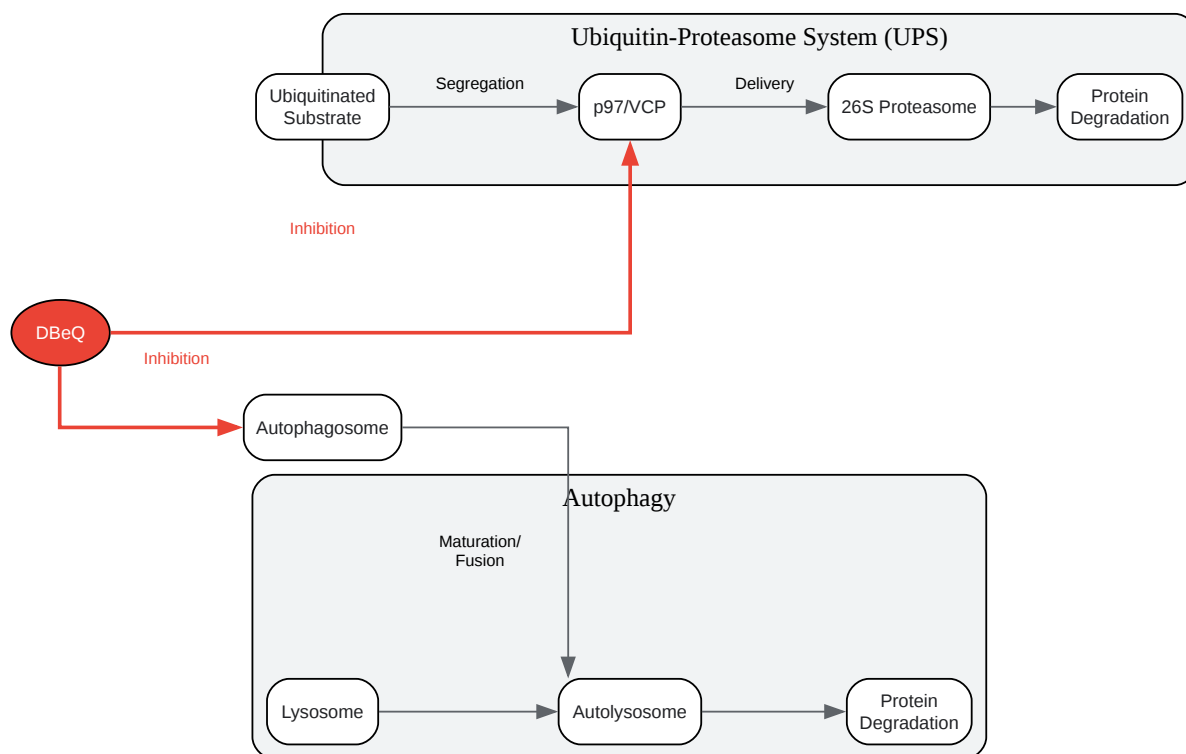 Ubiquitin-Proteasome System (UPS)
Ubiquitinated
Substrate
Segregation
p97/VCP
Delivery
26S Proteasome
Protein
Degradation
Inhibition
DBeQ
Inhibition
Autophagosome
Autophagy
Maturation/
Fusion
Lysosome
Autolysosome
Protein
Degradation